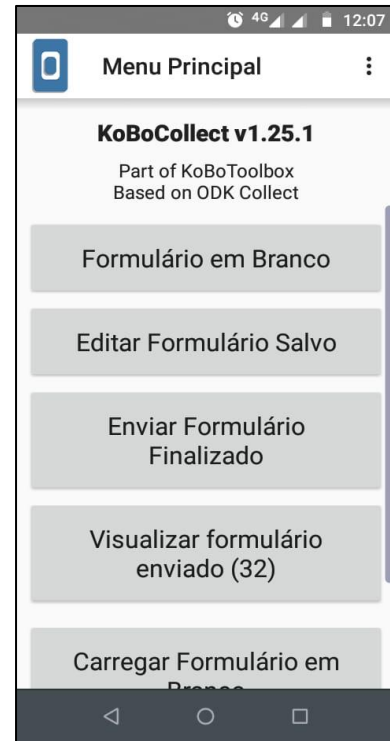 4G 12:07
Menu Principal
KoBoCollect v1.25.1
Part of KoBoToolbox
Based on ODK Collect
Formulário em Branco
Editar Formulário Salvo
Enviar Formulário
Finalizado
Visualizar formulário
enviado (32)
Carregar Formulário em